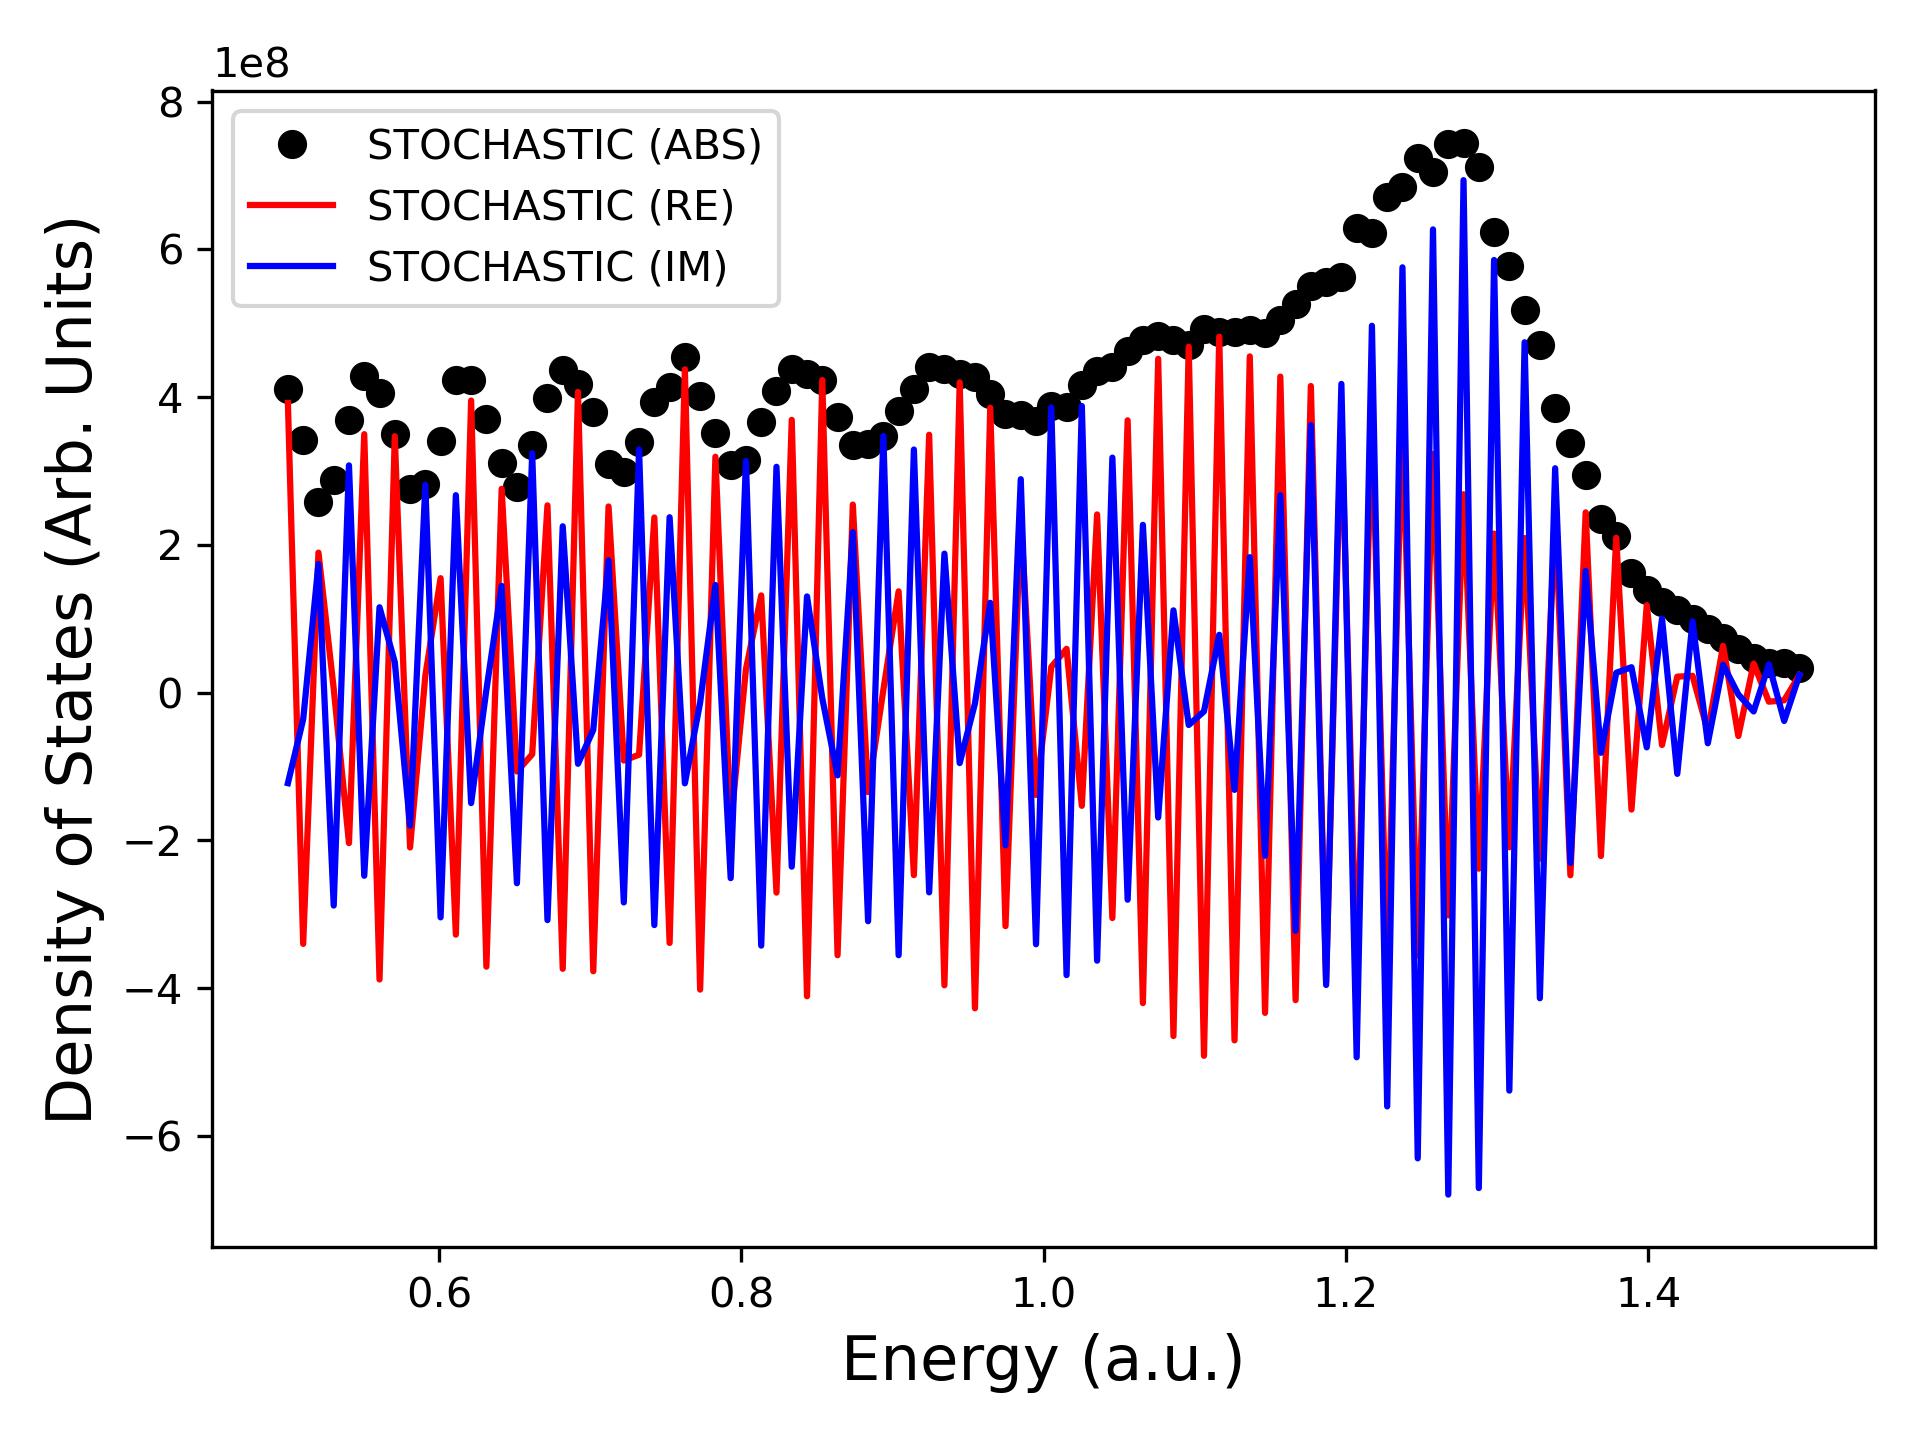 1e8
8
6
4
2
0
−2
−4
−6
Density of States (Arb. Units)
STOCHASTIC (ABS)
STOCHASTIC (RE)
STOCHASTIC (IM)
0.6 0.8 1.0 1.2 1.4
Energy (a.u.)